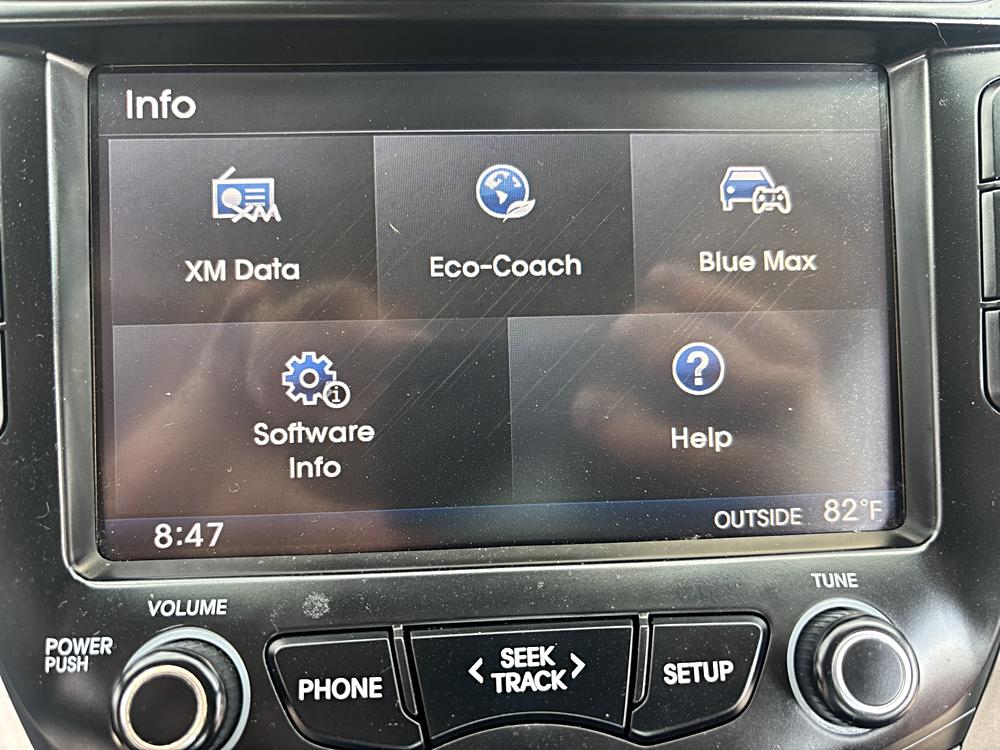 Info
XM
XM Data
Eco-Coach
Blue Max
i
Software
Info
?
Help
8:47
OUTSIDE 82°F
VOLUME
TUNE
POWER
PUSH
PHONE
< SEEK >
TRACK
SETUP